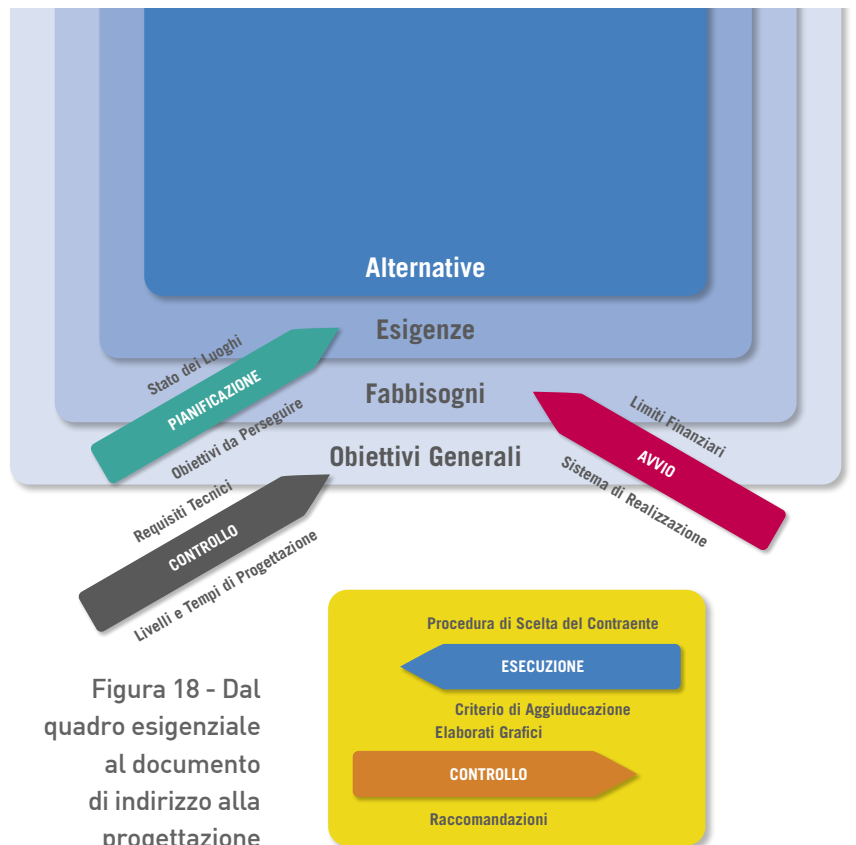 Alternative
Esigenze
Fabbisogni
Obiettivi Generali
Stato dei Luoghi
PIANIFICAZIONE
Obiettivi da Perseguire
Requisiti Tecnici
CONTROLLO
Livelli e Tempi di Progettazione
Limiti Finanziari
AVVIO
Sistema di Realizzazione
Procedura di Scelta del Contraente
ESECUZIONE
Criterio di Aggiuducazione
Elaborati Grafici
CONTROLLO
Raccomandazioni
Figura 18 - Dal
quadro esigenziale
al documento
di indirizzo alla
progettazione